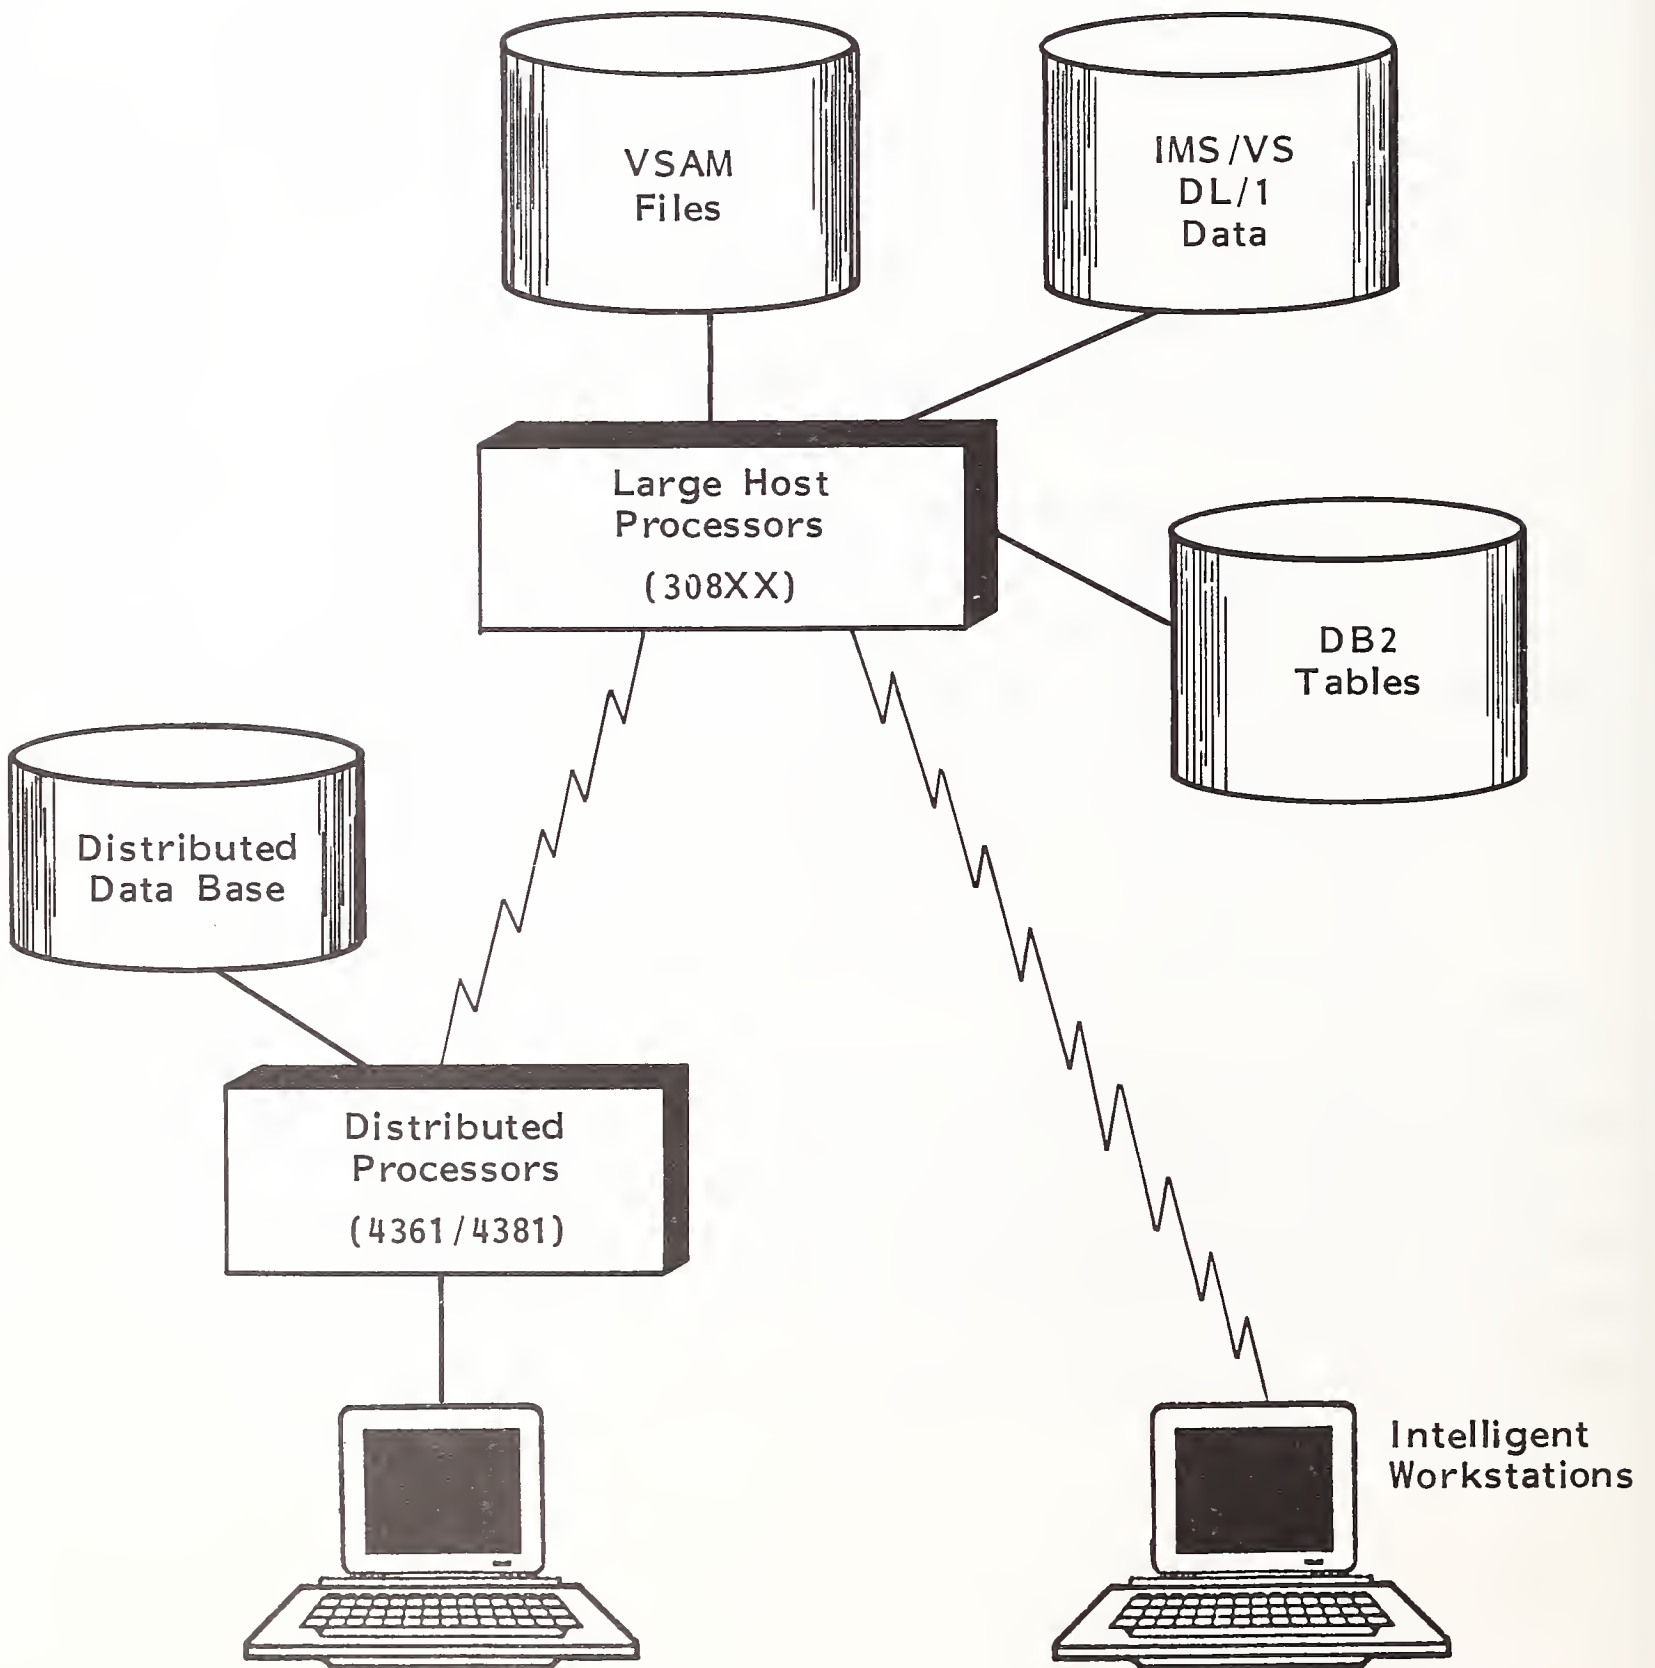 VSAM
Files
IMS/VS
DL/1
Data
Large Host
Processors
(308XX)
DB2
Tables
Distributed
Data Base
Distributed
Processors
(4361/4381)
Intelligent
Workstations